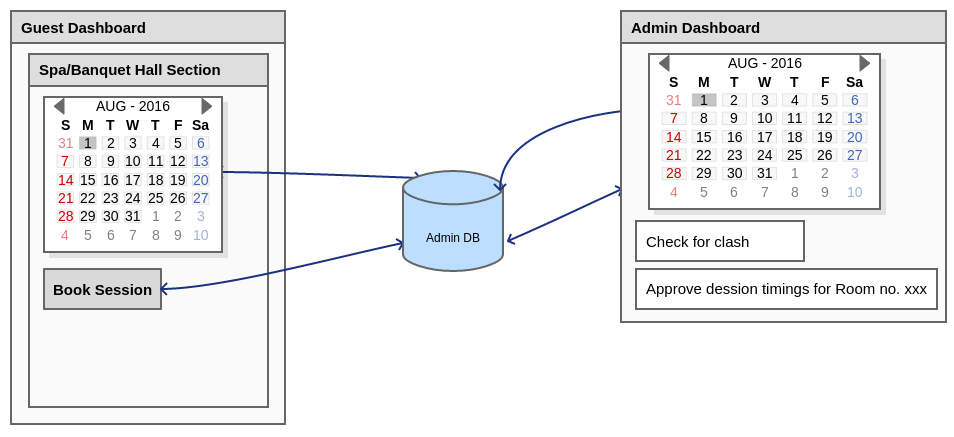 Guest Dashboard
Spa/Banquet Hall Section
AUG - 2016
S M T W T F Sa
31 1 2 3 4 5 6
7 8 9 10 11 12 13
14 15 16 17 18 19 20
21 22 23 24 25 26 27
28 29 30 31 1 2 3
4 5 6 7 8 9 10
Book Session
Admin DB
Admin Dashboard
AUG - 2016
S M T W T F Sa
31 1 2 3 4 5 6
7 8 9 10 11 12 13
14 15 16 17 18 19 20
21 22 23 24 25 26 27
28 29 30 31 1 2 3
4 5 6 7 8 9 10
Check for clash
Approve dession timings for Room no. xxx